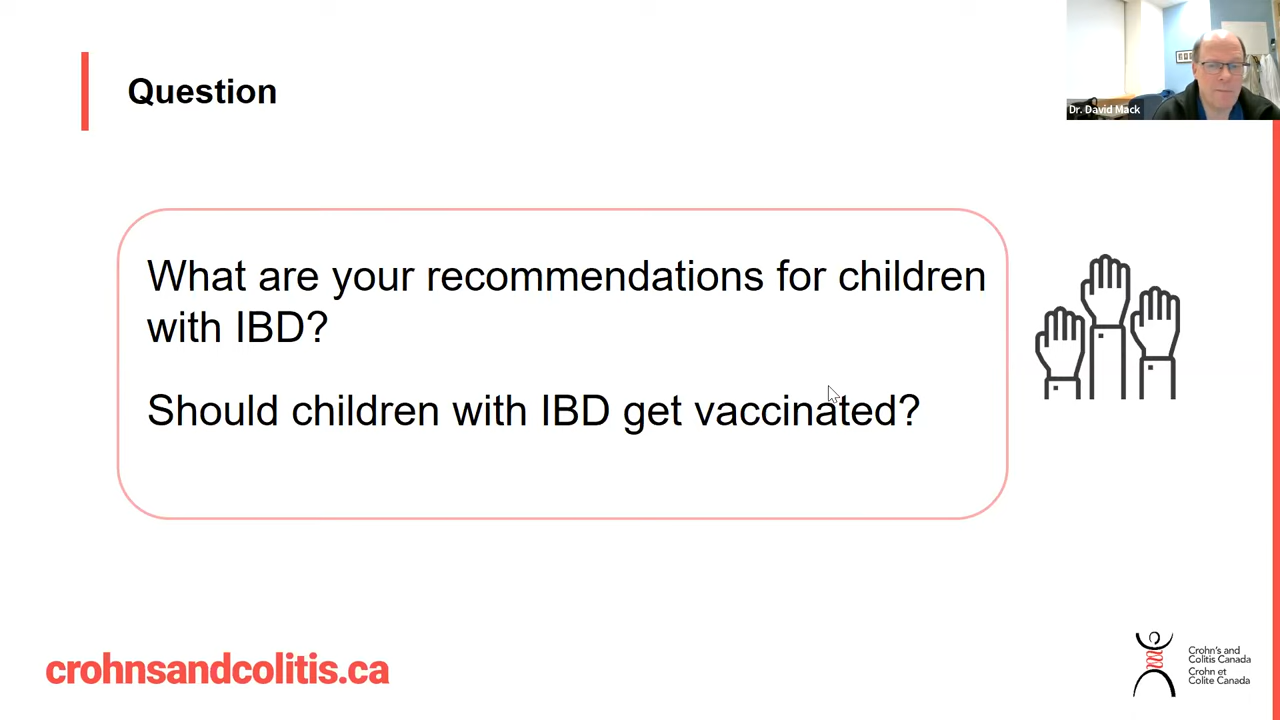 Question
Dr. David Mack
What are your recommendations for children
with IBD?
Should children with IBD get vaccinated?
crohnsandcolitis.ca
Crohn's and
Colitis Canada
Crohn et
Colite Canada